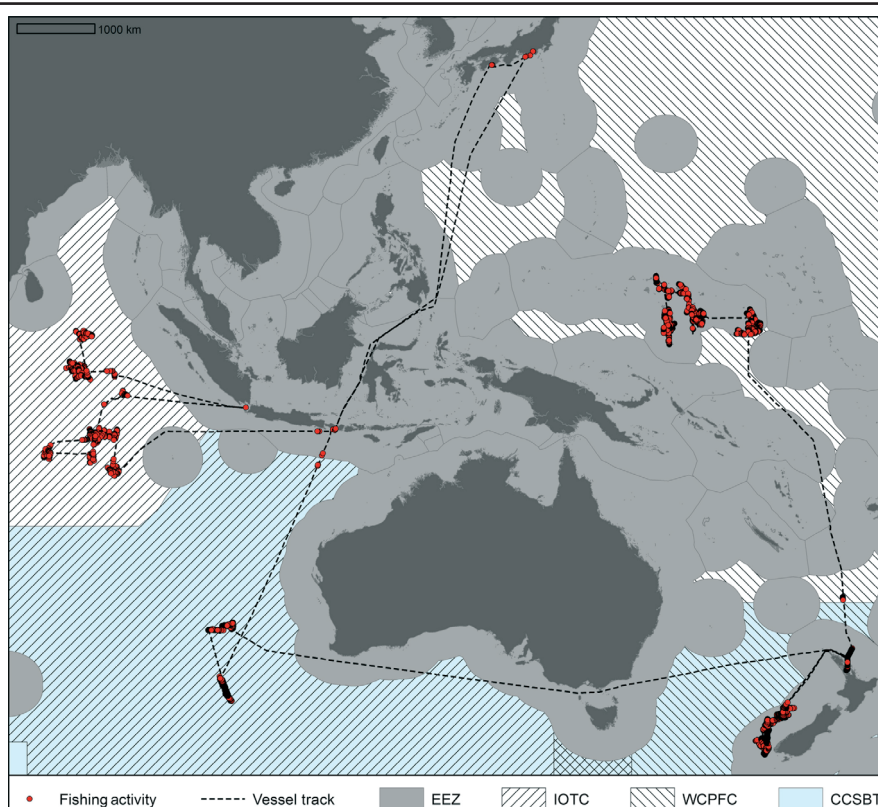 1000 km
Fishing activity
Vessel track
EEZ
IOTC
WCPFC
CCSBT